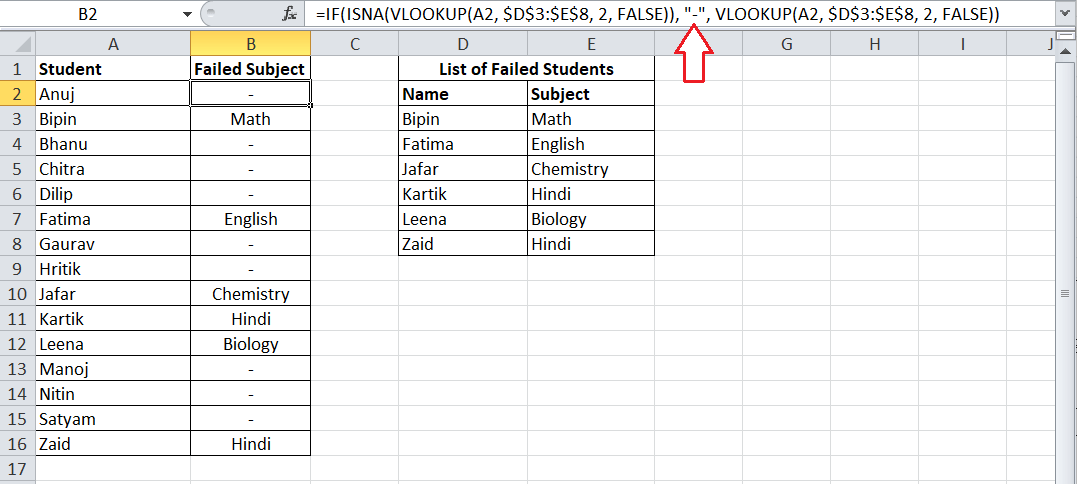 B2 fx =IF(ISNA(VLOOKUP(A2, $D$3:$E$8, 2, FALSE)), "-", VLOOKUP(A2, $D$3:$E$8, 2, FALSE))
A B C D E F G H I J
1 Student Failed Subject List of Failed Students
2 Anuj - Name Subject
3 Bipin Math Bipin Math
4 Bhanu - Fatima English
5 Chitra - Jafar Chemistry
6 Dilip - Kartik Hindi
7 Fatima English Leena Biology
8 Gaurav - Zaid Hindi
9 Hritik -
10 Jafar Chemistry
11 Kartik Hindi
12 Leena Biology
13 Manoj -
14 Nitin -
15 Satyam -
16 Zaid Hindi
17